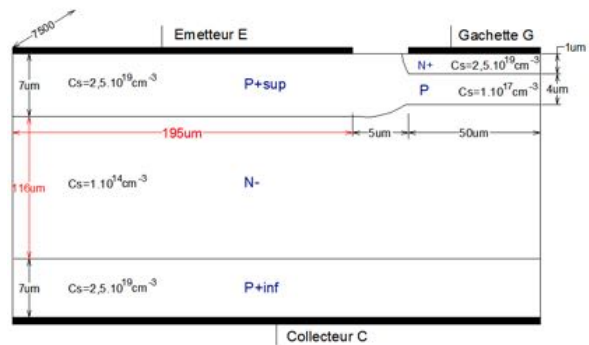 7500
Emetteur E
Gachette G
1um
N+ Cs=2,5.10¹⁹cm⁻³
7um
Cs=2,5.10¹⁹cm⁻³
P+sup
P Cs=1.10¹⁷cm⁻³
4um
195um
5um
50um
116um
Cs=1.10¹⁴cm⁻³
N-
7um
Cs=2,5.10¹⁹cm⁻³
P+inf
Collecteur C